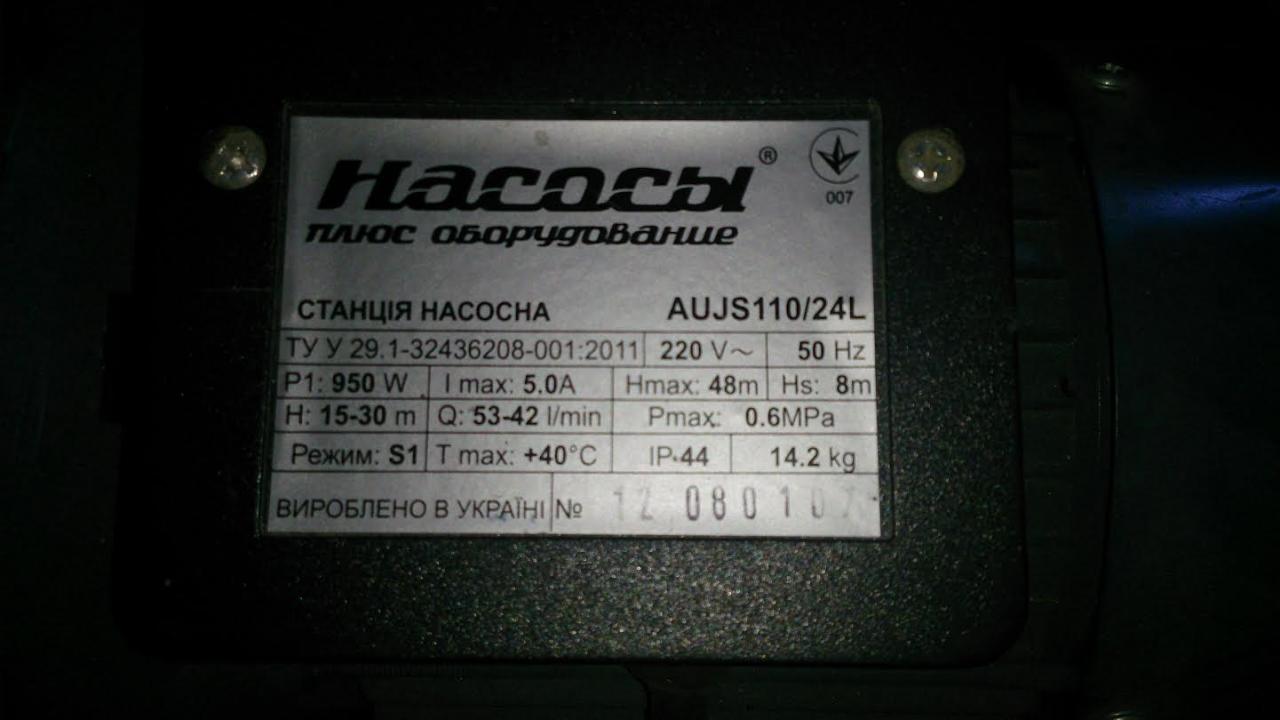 Насосы®
007
плюс оборудование
СТАНЦІЯ НАСОСНА AUJS110/24L
ТУ У 29.1-32436208-001:2011 220 V~ 50 Hz
P1: 950 W I max: 5.0A Hmax: 48m Hs: 8m
H: 15-30 m Q: 53-42 l/min Pmax: 0.6MPa
Режим: S1 T max: +40°C IP-44 14.2 kg
ВИРОБЛЕНО В УКРАЇНІ №